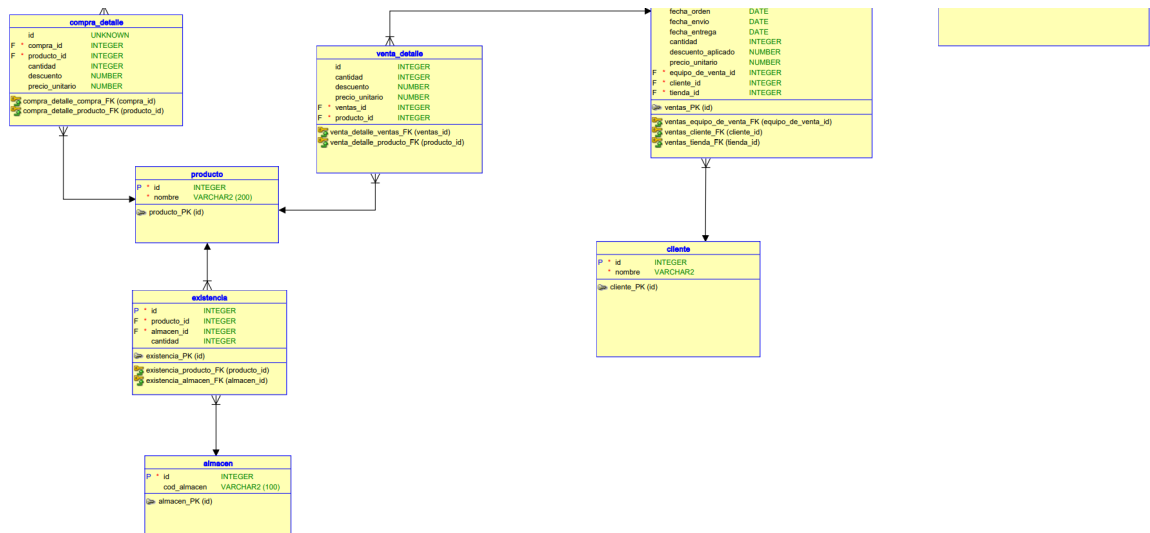 compra_detalle
id UNKNOWN
F * compra_id INTEGER
F * producto_id INTEGER
cantidad INTEGER
descuento NUMBER
precio_unitario NUMBER
compra_detalle_compra_FK (compra_id)
compra_detalle_producto_FK (producto_id)
venta_detalle
id INTEGER
cantidad INTEGER
descuento NUMBER
precio_unitario NUMBER
F * ventas_id INTEGER
F * producto_id INTEGER
venta_detalle_ventas_FK (ventas_id)
venta_detalle_producto_FK (producto_id)
fecha_orden DATE
fecha_envio DATE
fecha_entrega DATE
cantidad INTEGER
descuento_aplicado NUMBER
precio_unitario NUMBER
F * equipo_de_venta_id INTEGER
F * cliente_id INTEGER
F * tienda_id INTEGER
ventas_PK (id)
ventas_equipo_de_venta_FK (equipo_de_venta_id)
ventas_cliente_FK (cliente_id)
ventas_tienda_FK (tienda_id)
producto
P * id INTEGER
* nombre VARCHAR2 (200)
producto_PK (id)
cliente
P * id INTEGER
* nombre VARCHAR2
cliente_PK (id)
existencia
P * id INTEGER
F * producto_id INTEGER
F * almacen_id INTEGER
cantidad INTEGER
existencia_PK (id)
existencia_producto_FK (producto_id)
existencia_almacen_FK (almacen_id)
almacen
P * id INTEGER
cod_almacen VARCHAR2 (100)
almacen_PK (id)